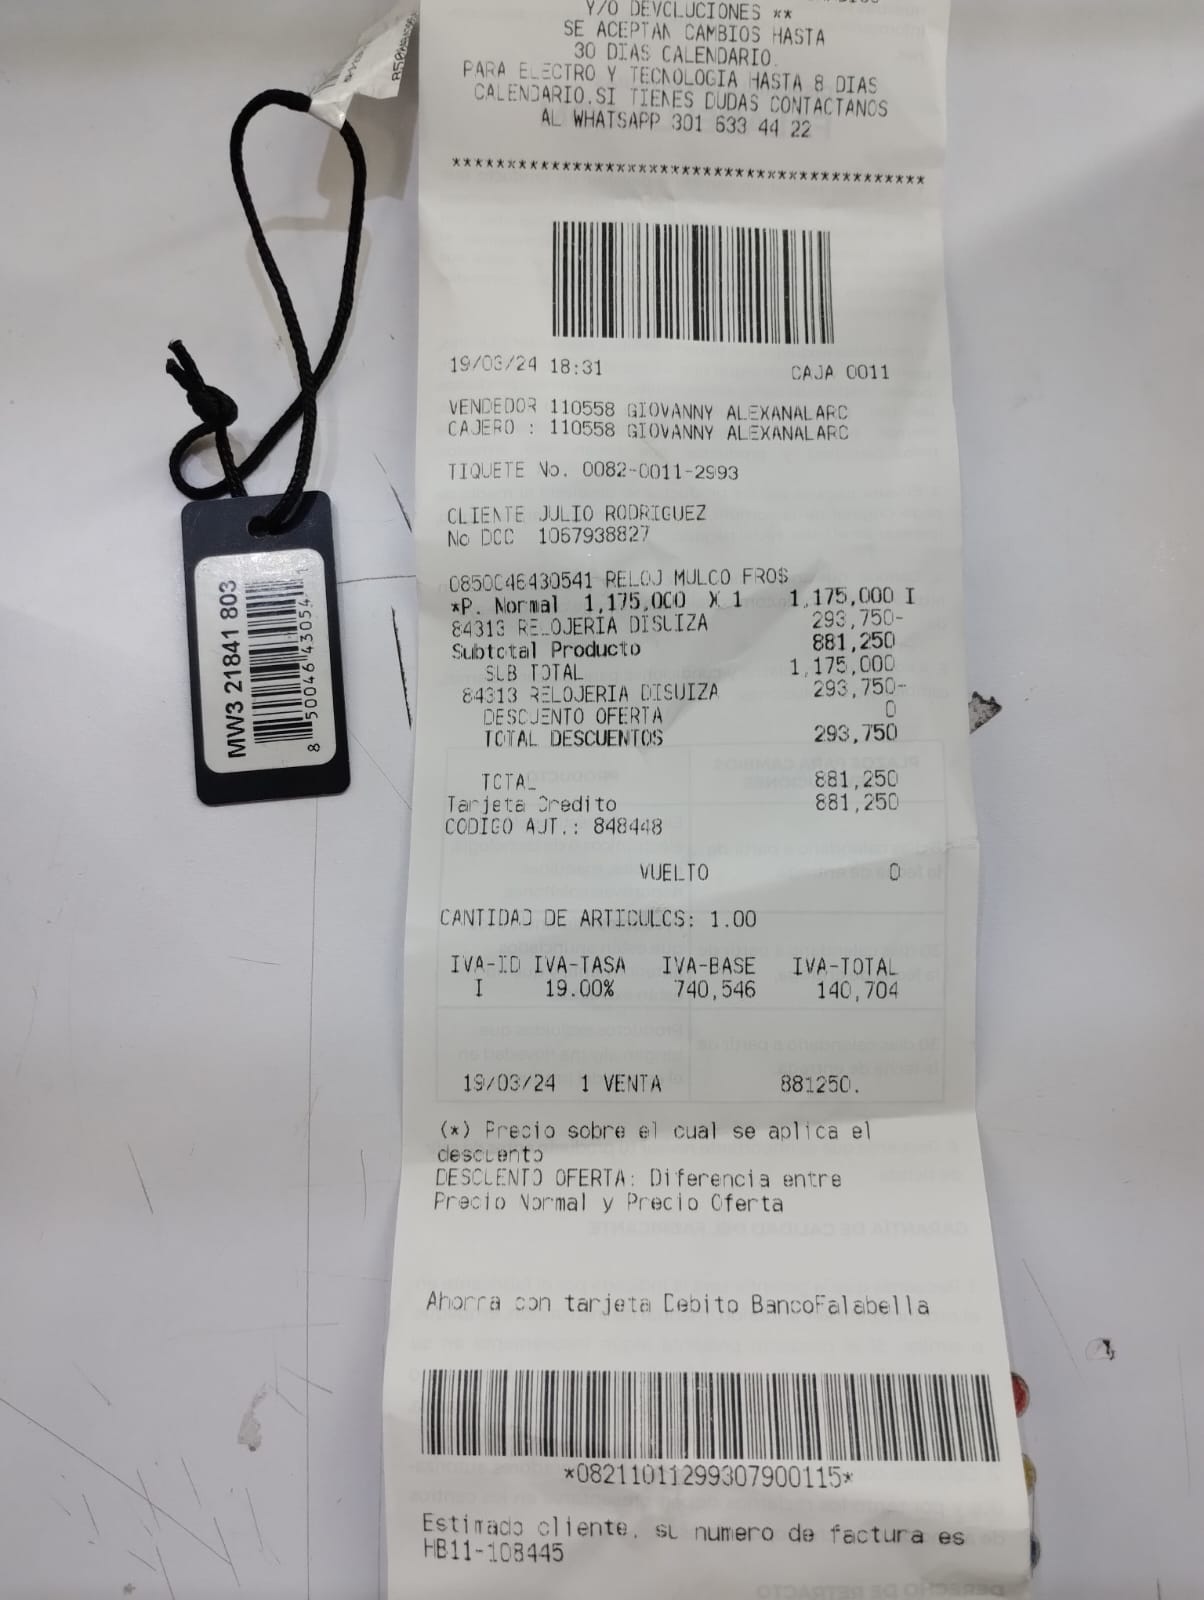 Y/O DEVOLUCIONES **
SE ACEPTAN CAMBIOS HASTA
30 DIAS CALENDARIO.
PARA ELECTRO Y TECNOLOGIA HASTA 8 DIAS
CALENDARIO.SI TIENES DUDAS CONTACTANOS
AL WHATSAPP 301 633 44 22
*******************************************
19/03/24 18:31 CAJA 0011
VENDEDOR 110558 GIOVANNY ALEXANALARC
CAJERO : 110558 GIOVANNY ALEXANALARC
TIQUETE No. 0082-0011-2993
CLIENTE JULIO RODRIGUEZ
No DCC 1067938827
0850046430541 RELOJ MULCO FROS
*P. Normal 1,175,000 X 1 1,175,000 I
84313 RELOJERIA DISUIZA 293,750-
Subtotal Producto 881,250
SUB TOTAL 1,175,000
84313 RELOJERIA DISUIZA 293,750-
DESCUENTO OFERTA 0
TOTAL DESCUENTOS 293,750
TOTAL 881,250
Tarjeta Credito 881,250
CODIGO AUT.: 848448
VUELTO 0
CANTIDAD DE ARTICULOS: 1.00
IVA-ID IVA-TASA IVA-BASE IVA-TOTAL
I 19.00% 740,546 140,704
19/03/24 1 VENTA 881250.
(*) Precio sobre el cual se aplica el
descuento
DESCUENTO OFERTA: Diferencia entre
Precio Normal y Precio Oferta
Ahorra con tarjeta Debito BancoFalabella
*08211011299307900115*
Estimado cliente, su numero de factura es
HB11-108445
MW3 21841 803
8 50046 43054 1